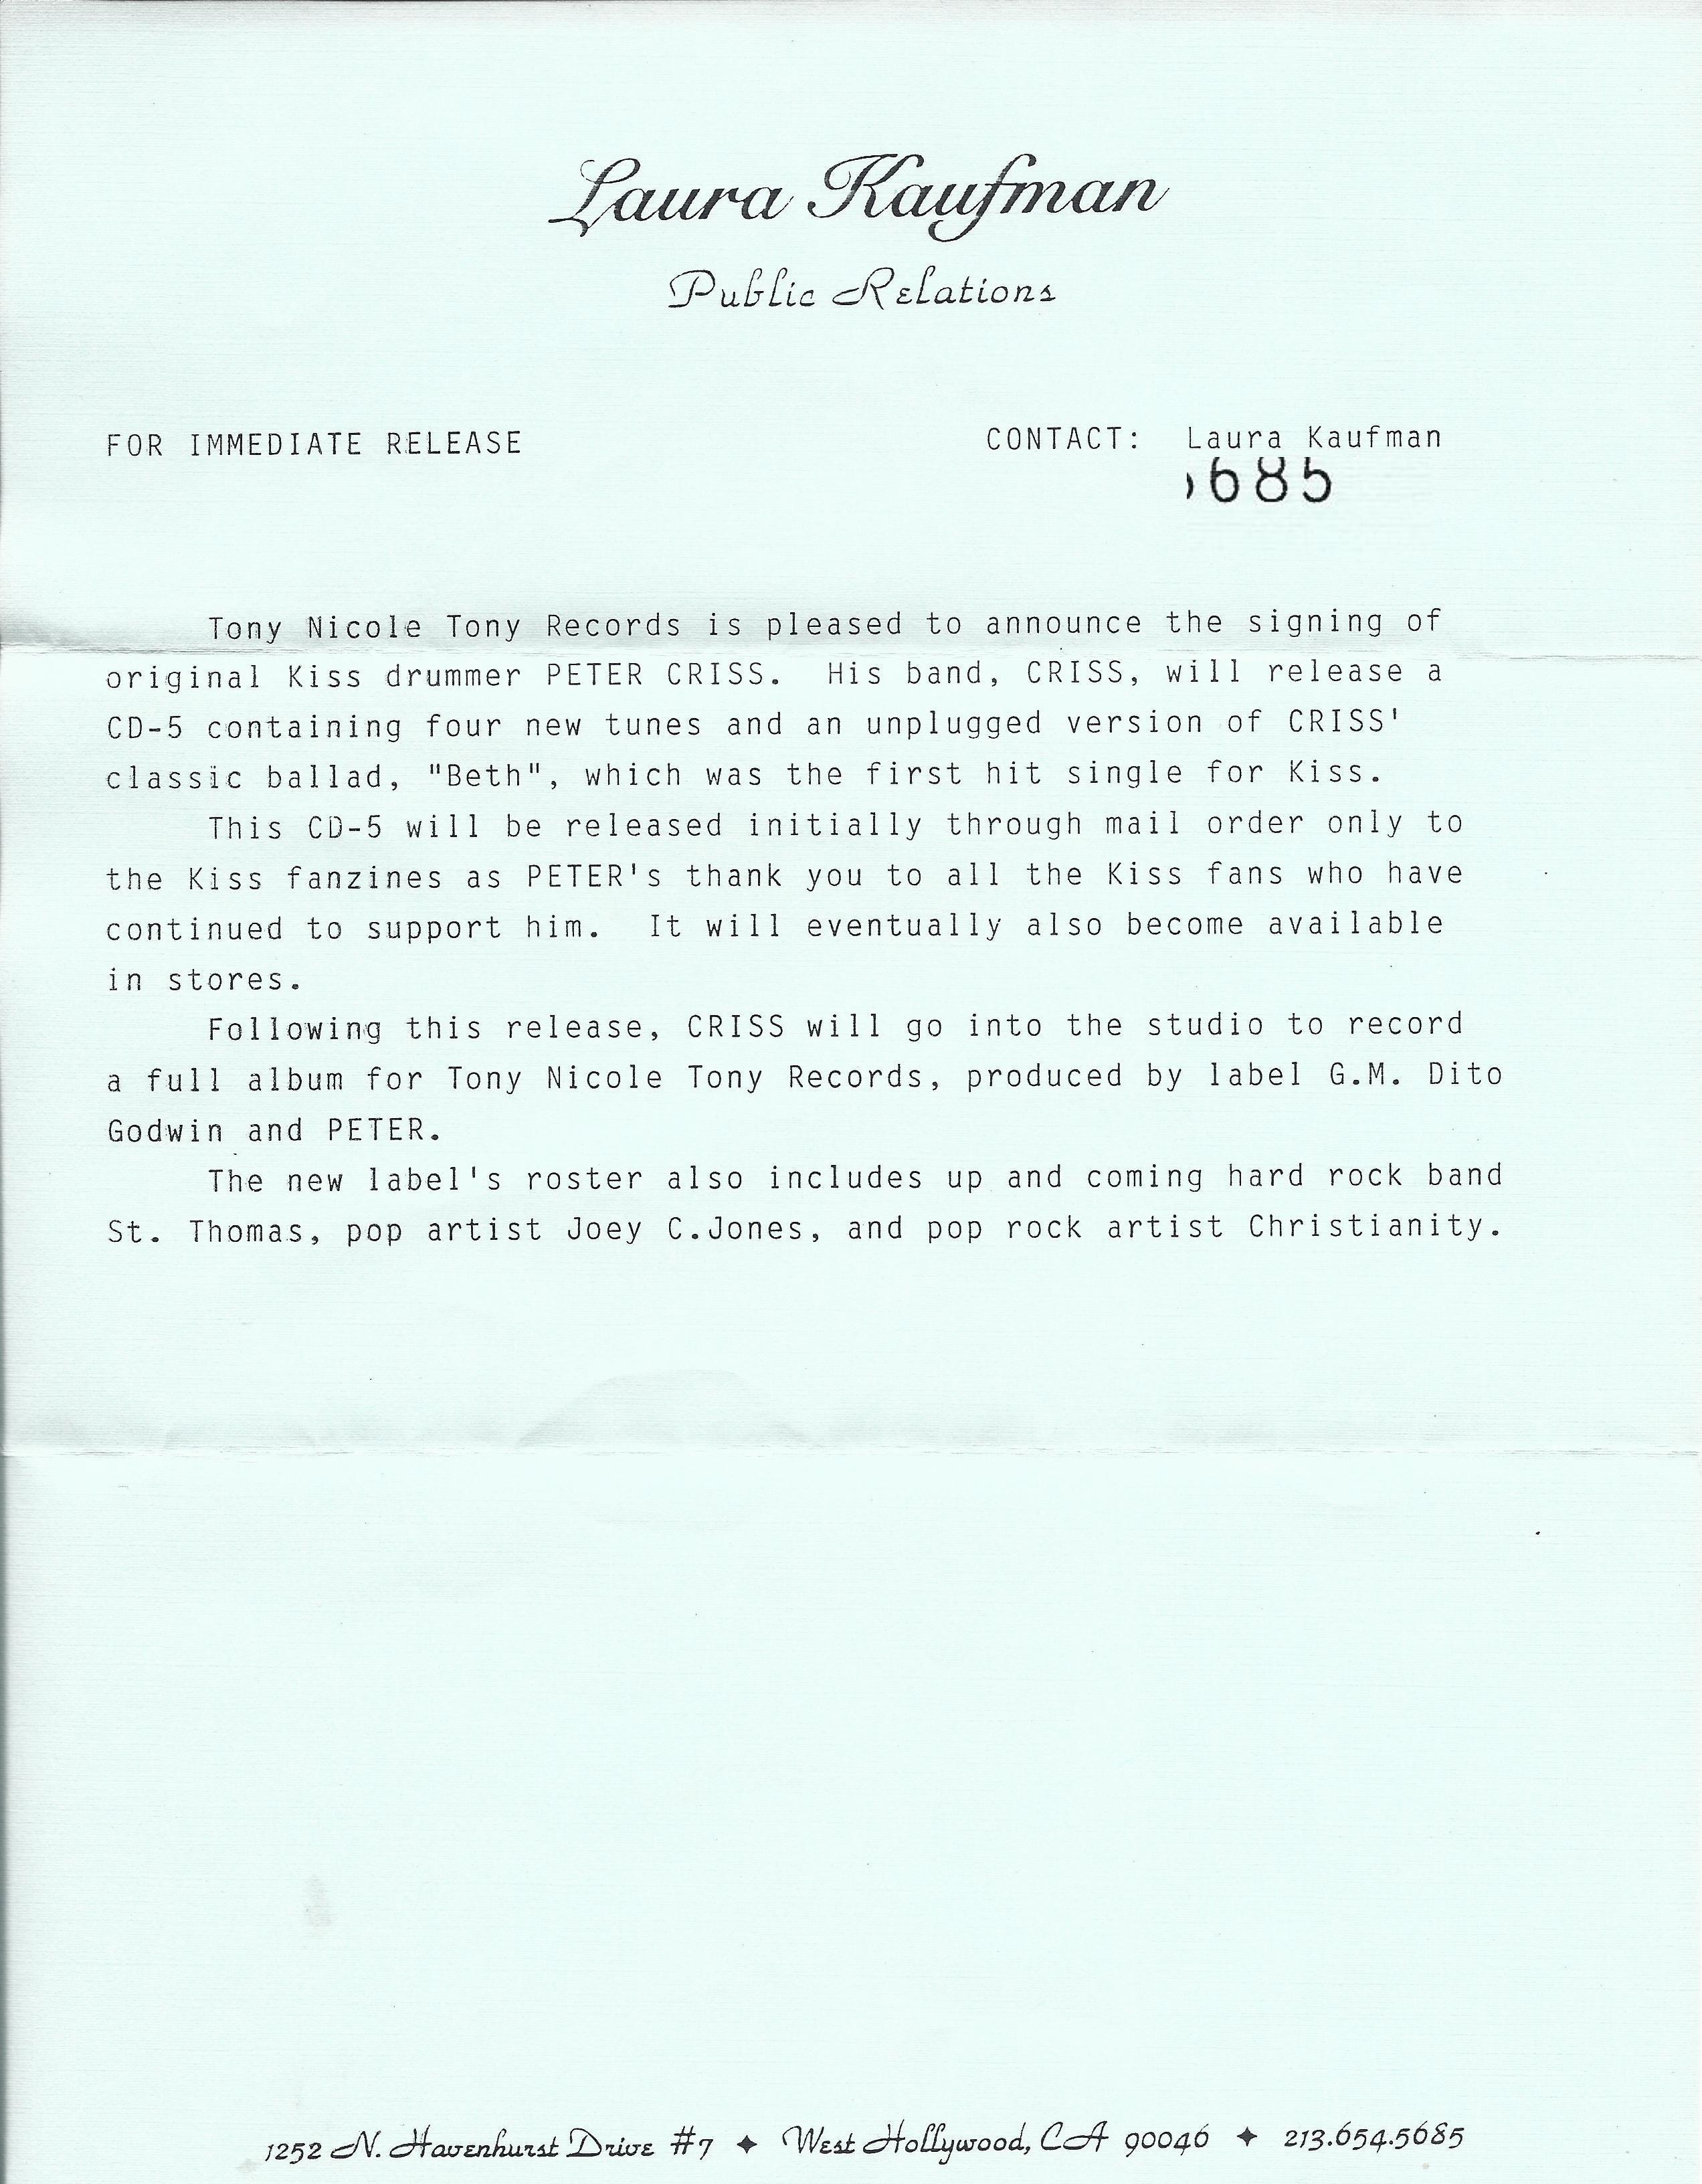 Laura Kaufman
Public Relations
FOR IMMEDIATE RELEASE CONTACT: Laura Kaufman
685
Tony Nicole Tony Records is pleased to announce the signing of
original Kiss drummer PETER CRISS. His band, CRISS, will release a
CD-5 containing four new tunes and an unplugged version of CRISS'
classic ballad, "Beth", which was the first hit single for Kiss.
This CD-5 will be released initially through mail order only to
the Kiss fanzines as PETER's thank you to all the Kiss fans who have
continued to support him. It will eventually also become available
in stores.
Following this release, CRISS will go into the studio to record
a full album for Tony Nicole Tony Records, produced by label G.M. Dito
Godwin and PETER.
The new label's roster also includes up and coming hard rock band
St. Thomas, pop artist Joey C.Jones, and pop rock artist Christianity.
1252 N. Havenhurst Drive #7 ✦ West Hollywood, CA 90046 ✦ 213.654.5685